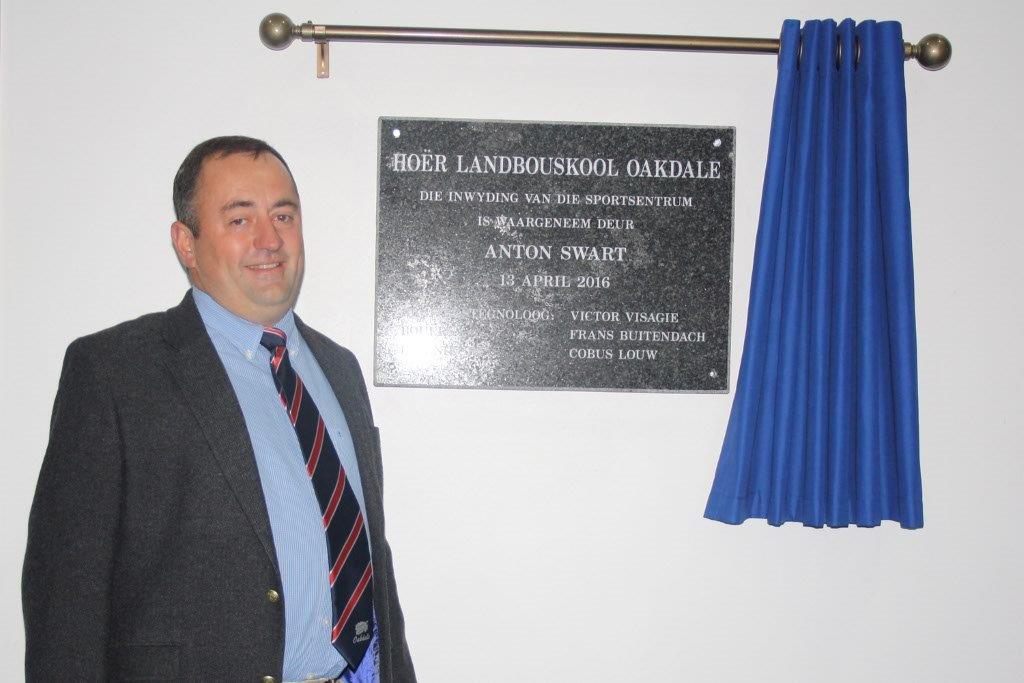 HOËR LANDBOUSKOOL OAKDALE
DIE INWYDING VAN DIE SPORTSENTRUM
IS WAARGENEEM DEUR
ANTON SWART
13 APRIL 2016
VICTOR VISAGIE
FRANS BUITENDACH
COBUS LOUW
Oakdale